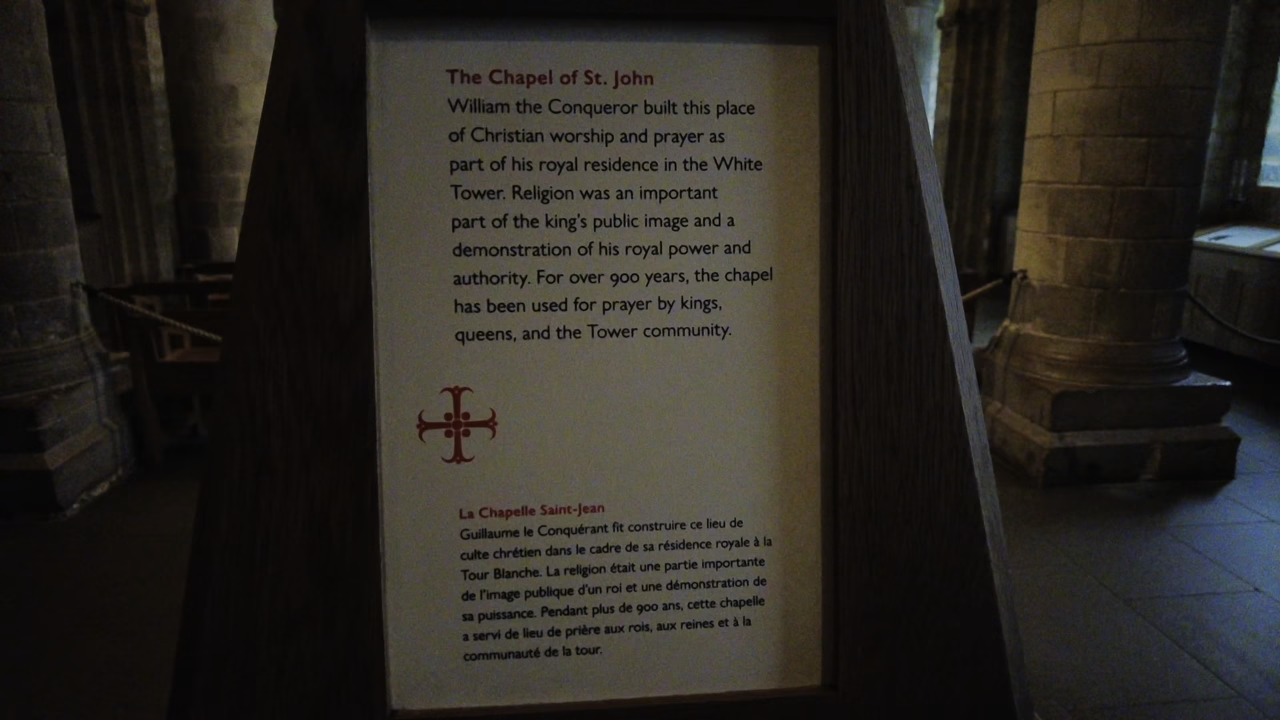 The Chapel of St. John
William the Conqueror built this place
of Christian worship and prayer as
part of his royal residence in the White
Tower. Religion was an important
part of the king's public image and a
demonstration of his royal power and
authority. For over 900 years, the chapel
has been used for prayer by kings,
queens, and the Tower community.
La Chapelle Saint-Jean
Guillaume le Conquérant fit construire ce lieu de
culte chrétien dans le cadre de sa résidence royale à la
Tour Blanche. La religion était une partie importante
de l'image publique d'un roi et une démonstration de
sa puissance. Pendant plus de 900 ans, cette chapelle
a servi de lieu de prière aux rois, aux reines et à la
communauté de la tour.